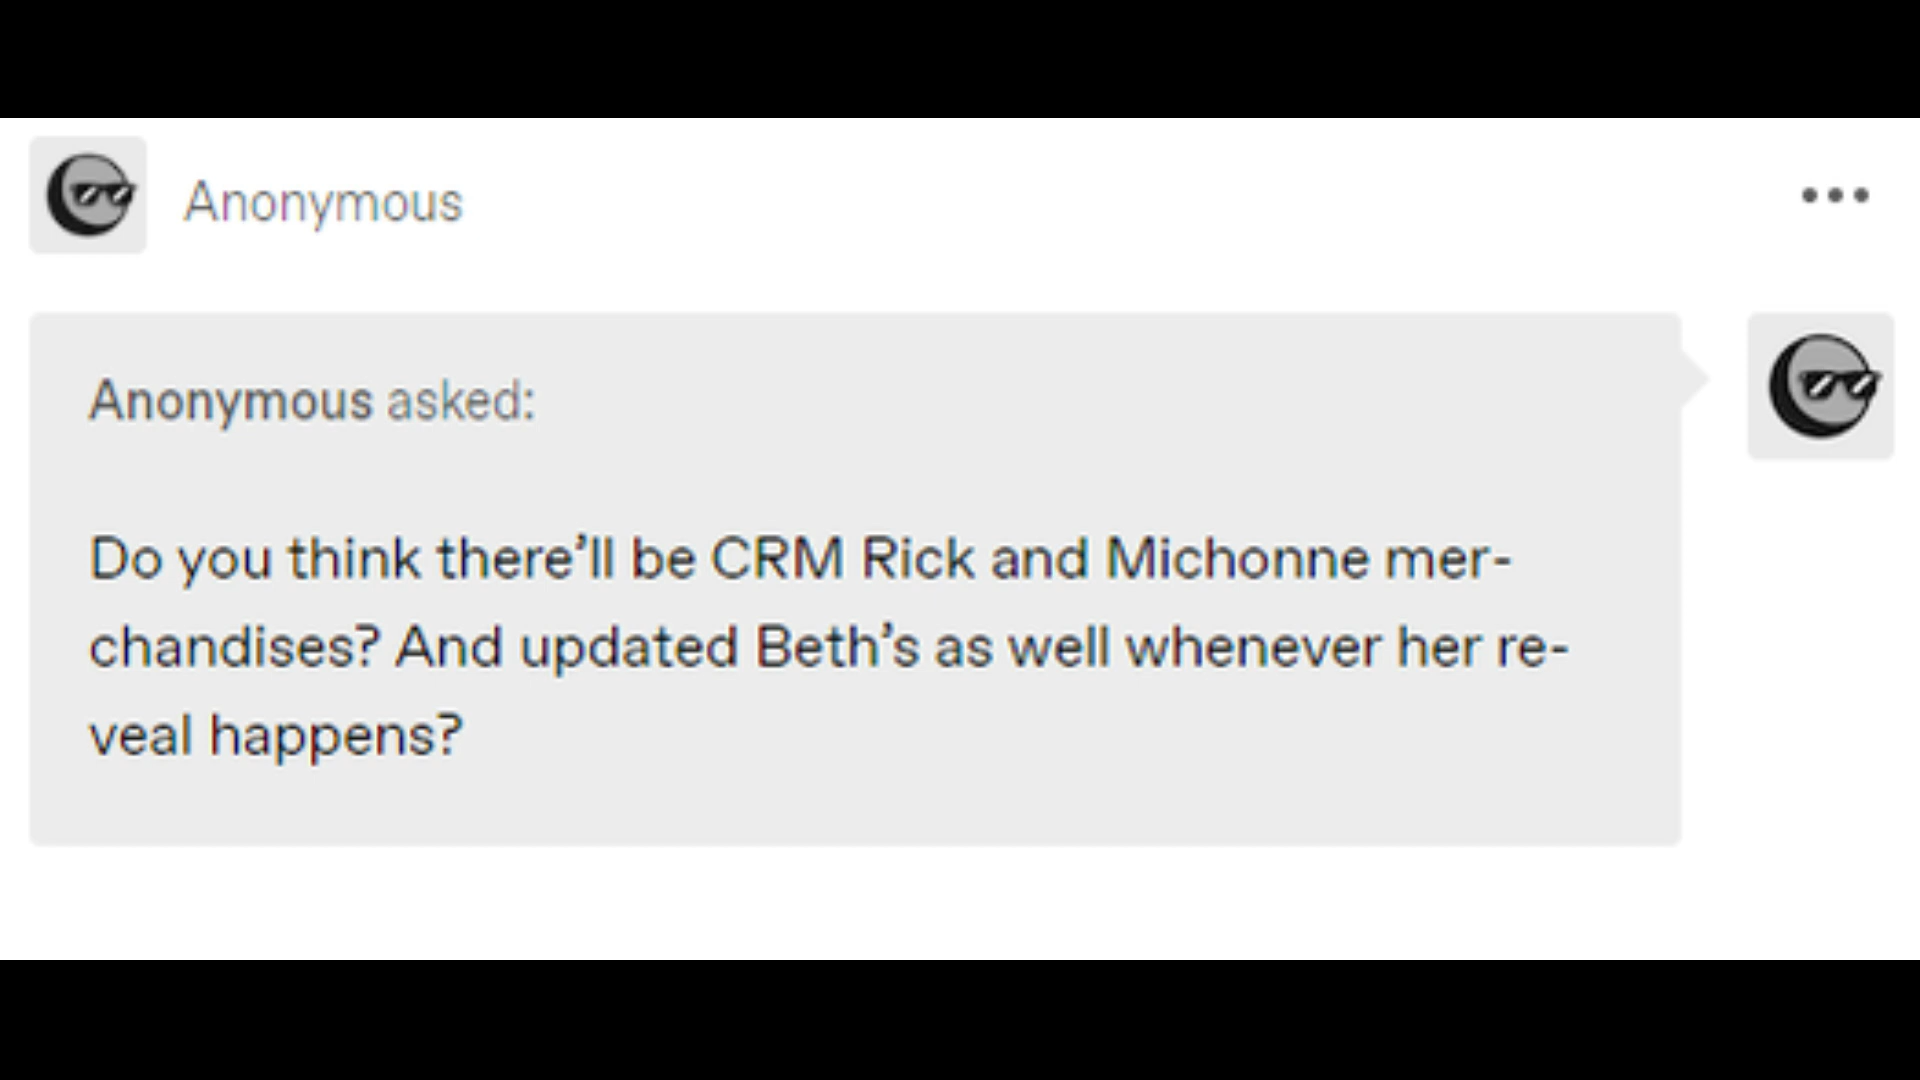 Anonymous
Anonymous asked:
Do you think there’ll be CRM Rick and Michonne mer-
chandises? And updated Beth’s as well whenever her re-
veal happens?